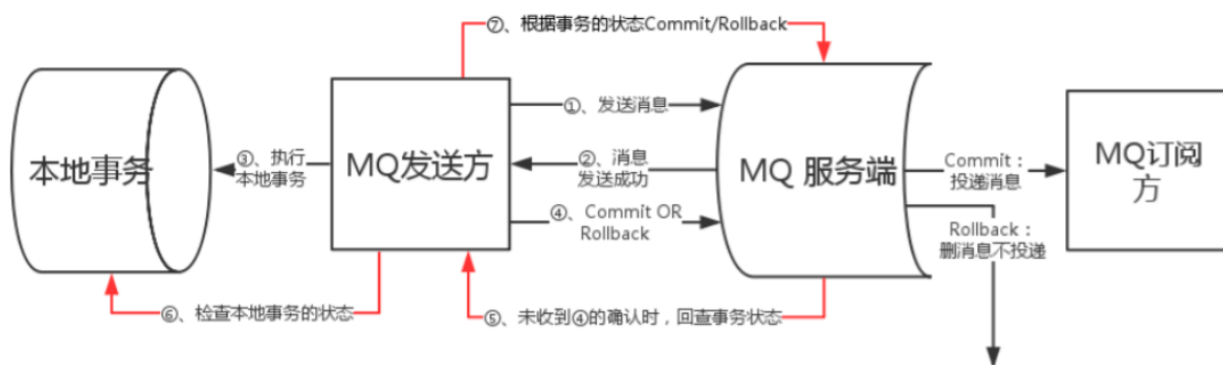 ⑦、根据事务的状态Commit/Rollback
①、发送消息
本地事务
③、执行
本地事务
MQ发送方
②、消息
发送成功
MQ 服务端
Commit：
投递消息
MQ订阅
方
④、Commit OR
Rollback
Rollback：
删消息不投递
⑥、检查本地事务的状态
⑤、未收到④的确认时，回查事务状态